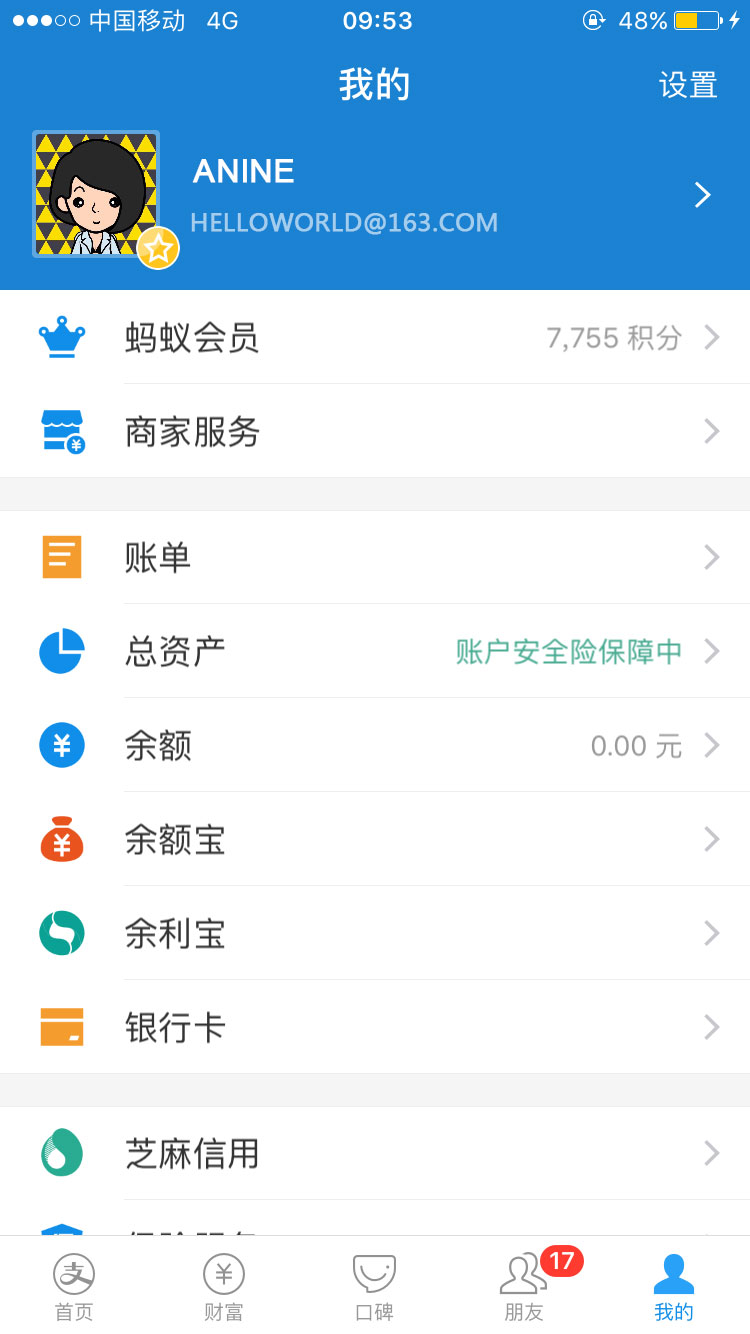 中国移动 4G 09:53 48%
我的 设置
ANINE
HELLOWORLD@163.COM
蚂蚁会员 7,755 积分
商家服务
账单
总资产 账户安全险保障中
余额 0.00 元
余额宝
余利宝
银行卡
芝麻信用
17
首页 财富 口碑 朋友 我的